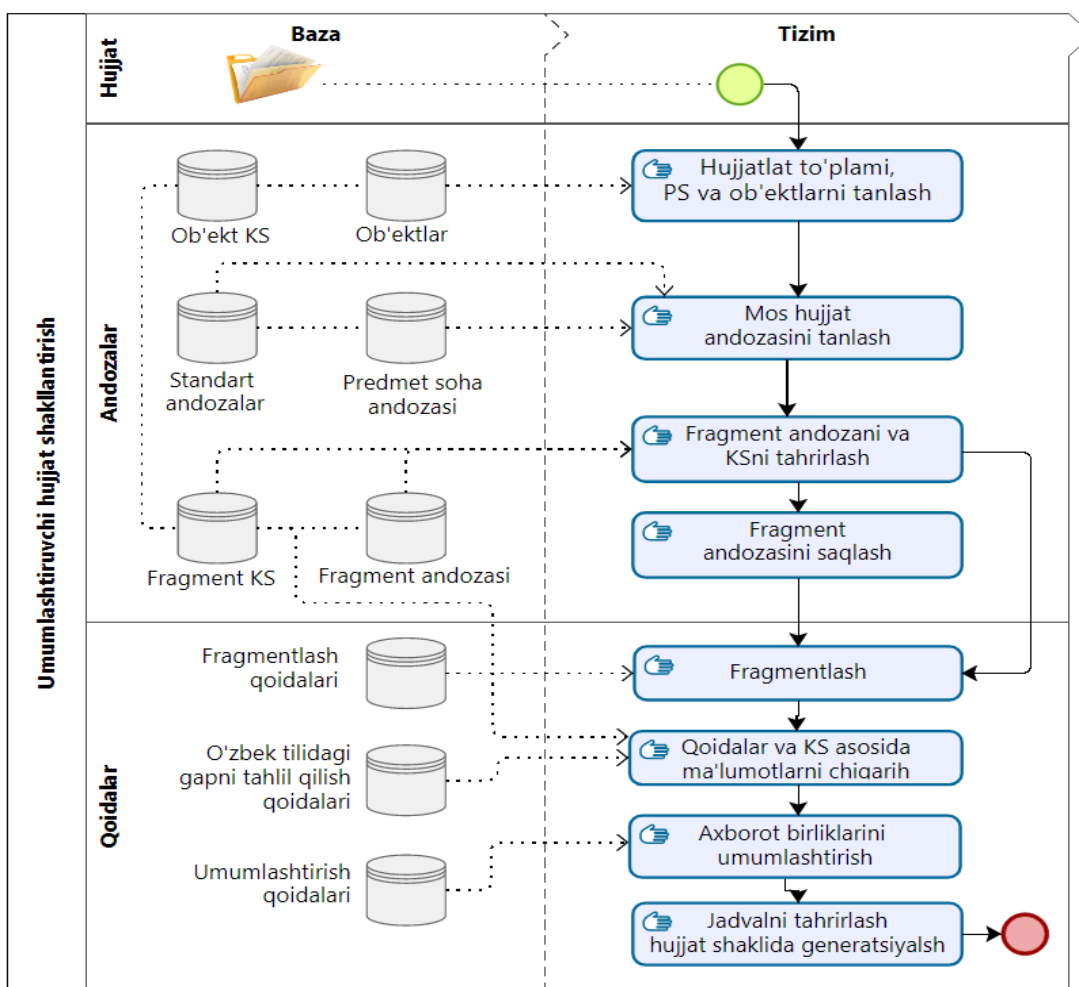 Umumlashtiruvchi hujjat shakllantirish
Hujjat
Baza
Tizim
Andozalar
Ob'ekt KS
Ob'ektlar
Hujjatlat to'plami,
PS va ob'ektlarni tanlash
Standart
andozalar
Predmet soha
andozasi
Mos hujjat
andozasini tanlash
Fragment KS
Fragment andozasi
Fragment andozani va
KSni tahrirlash
Fragment
andozasini saqlash
Qoidalar
Fragmentlash
qoidalari
Fragmentlash
O'zbek tilidagi
gapni tahlil qilish
qoidalari
Qoidalar va KS asosida
ma'lumotlarni chiqarih
Umumlashtirish
qoidalari
Axborot birliklarini
umumlashtirish
Jadvalni tahrirlash
hujjat shaklida generatsiyalsh